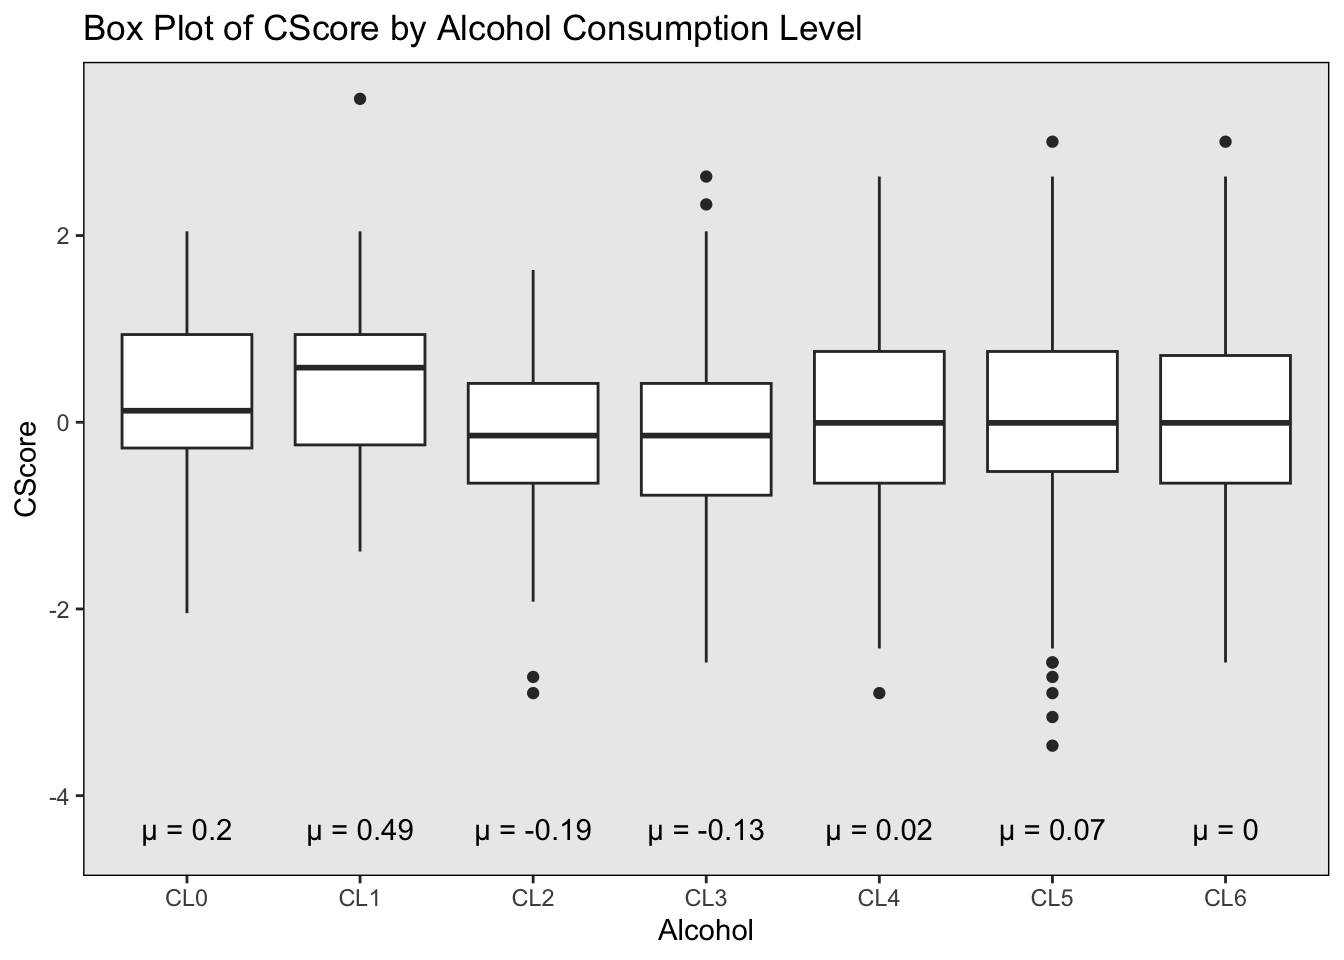 Box Plot of CScore by Alcohol Consumption Level
CScore
2
0
-2
-4
μ = 0.2 μ = 0.49 μ = -0.19 μ = -0.13 μ = 0.02 μ = 0.07 μ = 0
CL0 CL1 CL2 CL3 CL4 CL5 CL6
Alcohol